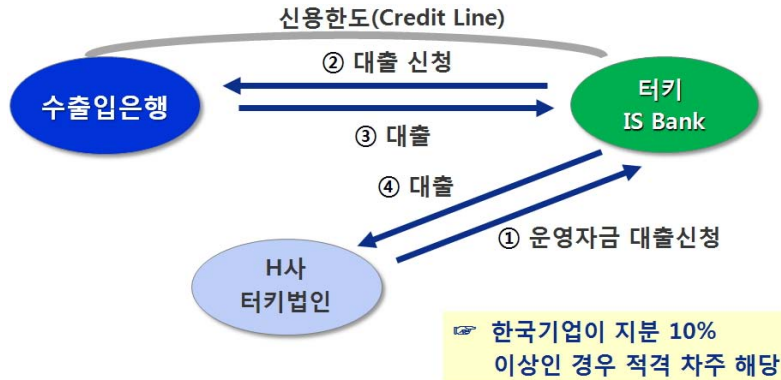 신용한도(Credit Line)
② 대출 신청
수출입은행
터키
IS Bank
③ 대출
④ 대출
① 운영자금 대출신청
H사
터키법인
☞ 한국기업이 지분 10%
이상인 경우 적격 차주 해당